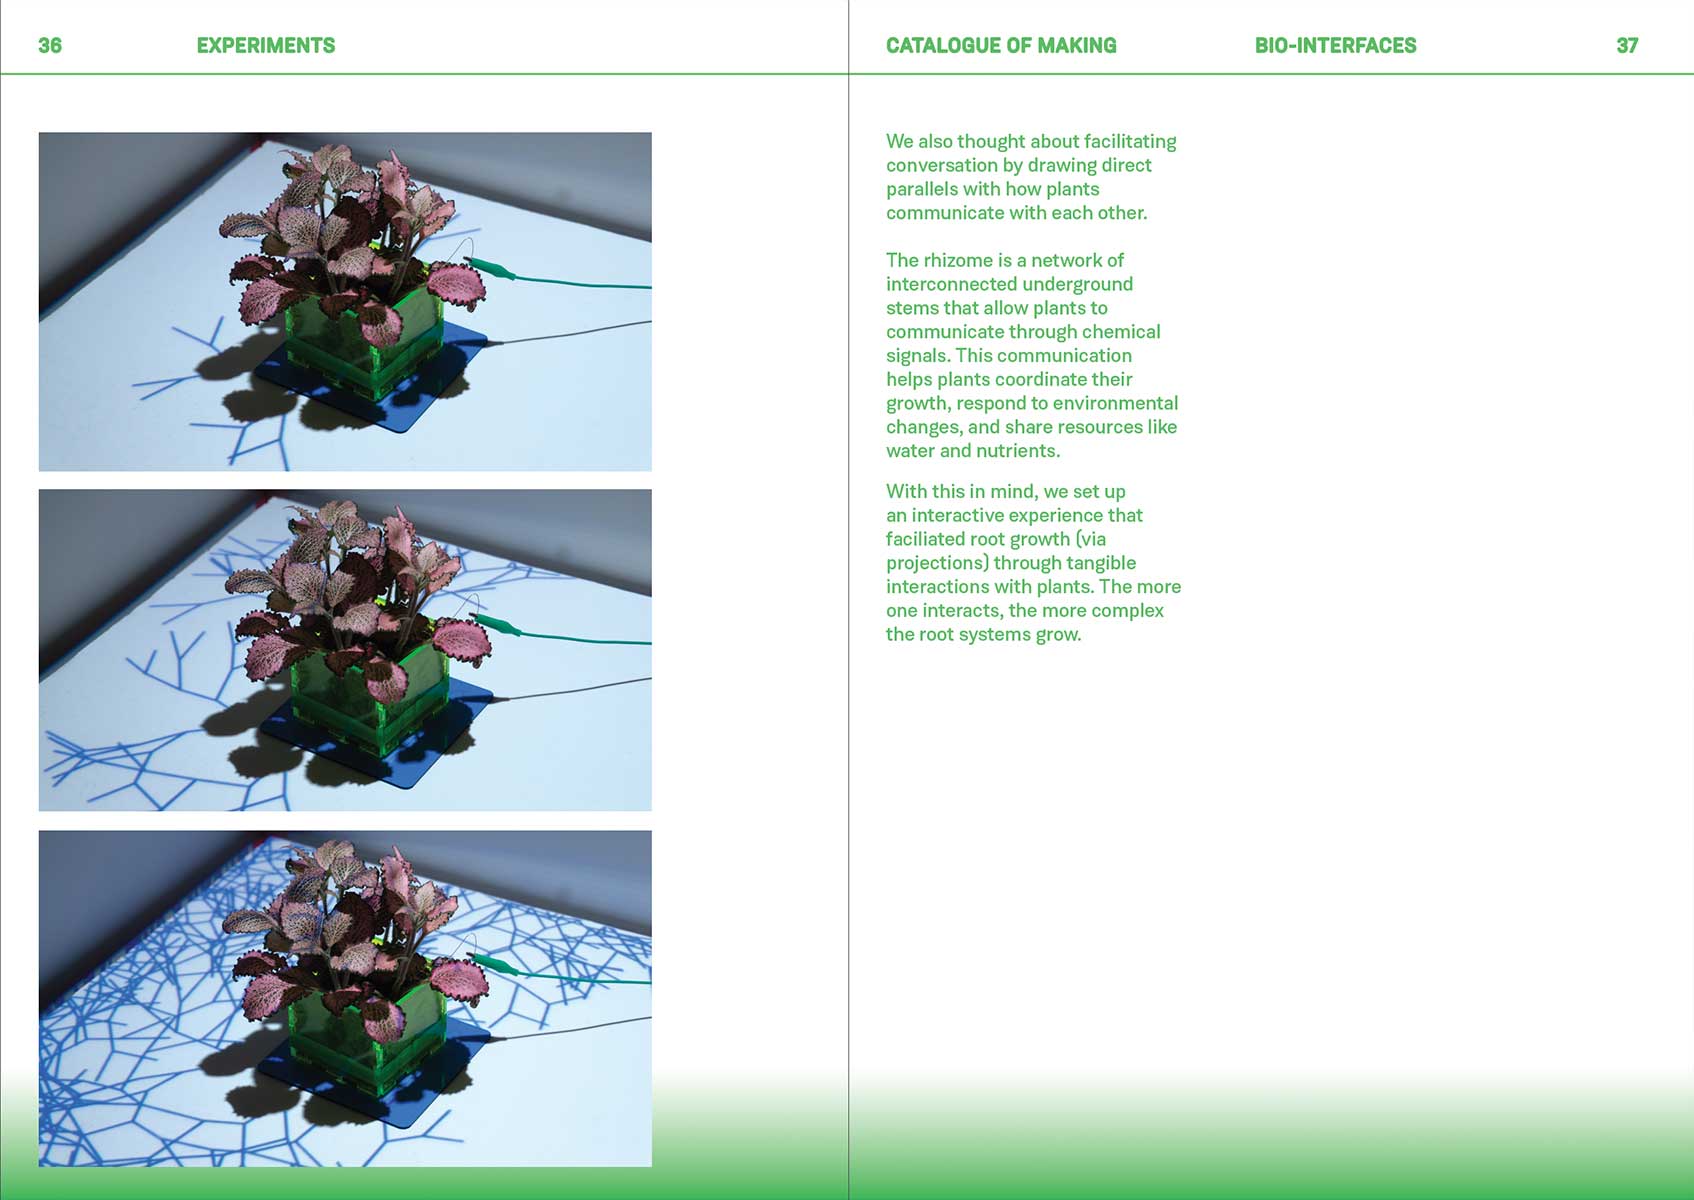 36
EXPERIMENTS
CATALOGUE OF MAKING
BIO-INTERFACES
37
We also thought about facilitating
conversation by drawing direct
parallels with how plants
communicate with each other.
The rhizome is a network of
interconnected underground
stems that allow plants to
communicate through chemical
signals. This communication
helps plants coordinate their
growth, respond to environmental
changes, and share resources like
water and nutrients.
With this in mind, we set up
an interactive experience that
faciliated root growth (via
projections) through tangible
interactions with plants. The more
one interacts, the more complex
the root systems grow.